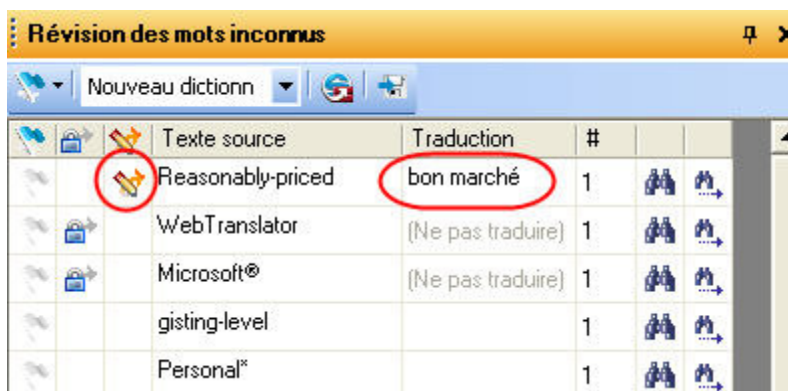 Révision des mots inconnus
Nouveau dictionn
Texte source Traduction #
Reasonably-priced bon marché 1
WebTranslator (Ne pas traduire) 1
Microsoft® (Ne pas traduire) 1
gisting-level 1
Personal* 1